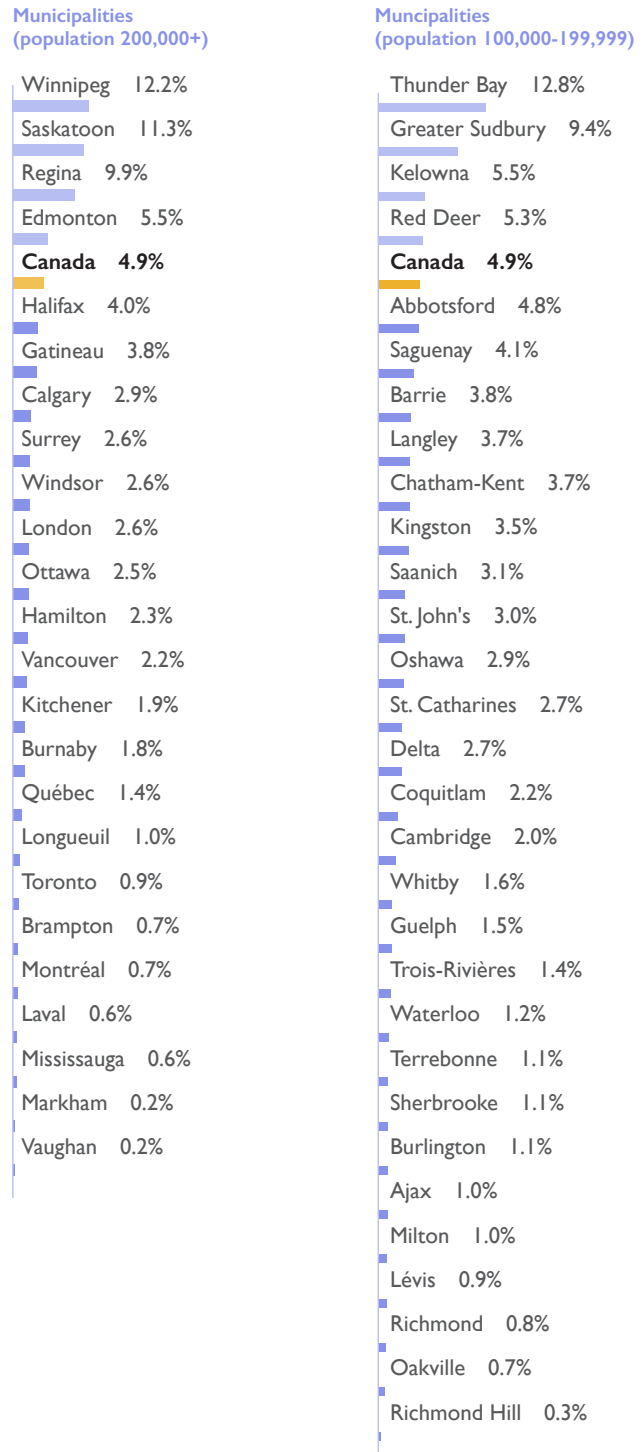 Municipalities
(population 200,000+)
Winnipeg 12.2%
Saskatoon 11.3%
Regina 9.9%
Edmonton 5.5%
Canada 4.9%
Halifax 4.0%
Gatineau 3.8%
Calgary 2.9%
Surrey 2.6%
Windsor 2.6%
London 2.6%
Ottawa 2.5%
Hamilton 2.3%
Vancouver 2.2%
Kitchener 1.9%
Burnaby 1.8%
Québec 1.4%
Longueuil 1.0%
Toronto 0.9%
Brampton 0.7%
Montréal 0.7%
Laval 0.6%
Mississauga 0.6%
Markham 0.2%
Vaughan 0.2%
Muncipalities
(population 100,000-199,999)
Thunder Bay 12.8%
Greater Sudbury 9.4%
Kelowna 5.5%
Red Deer 5.3%
Canada 4.9%
Abbotsford 4.8%
Saguenay 4.1%
Barrie 3.8%
Langley 3.7%
Chatham-Kent 3.7%
Kingston 3.5%
Saanich 3.1%
St. John's 3.0%
Oshawa 2.9%
St. Catharines 2.7%
Delta 2.7%
Coquitlam 2.2%
Cambridge 2.0%
Whitby 1.6%
Guelph 1.5%
Trois-Rivières 1.4%
Waterloo 1.2%
Terrebonne 1.1%
Sherbrooke 1.1%
Burlington 1.1%
Ajax 1.0%
Milton 1.0%
Lévis 0.9%
Richmond 0.8%
Oakville 0.7%
Richmond Hill 0.3%